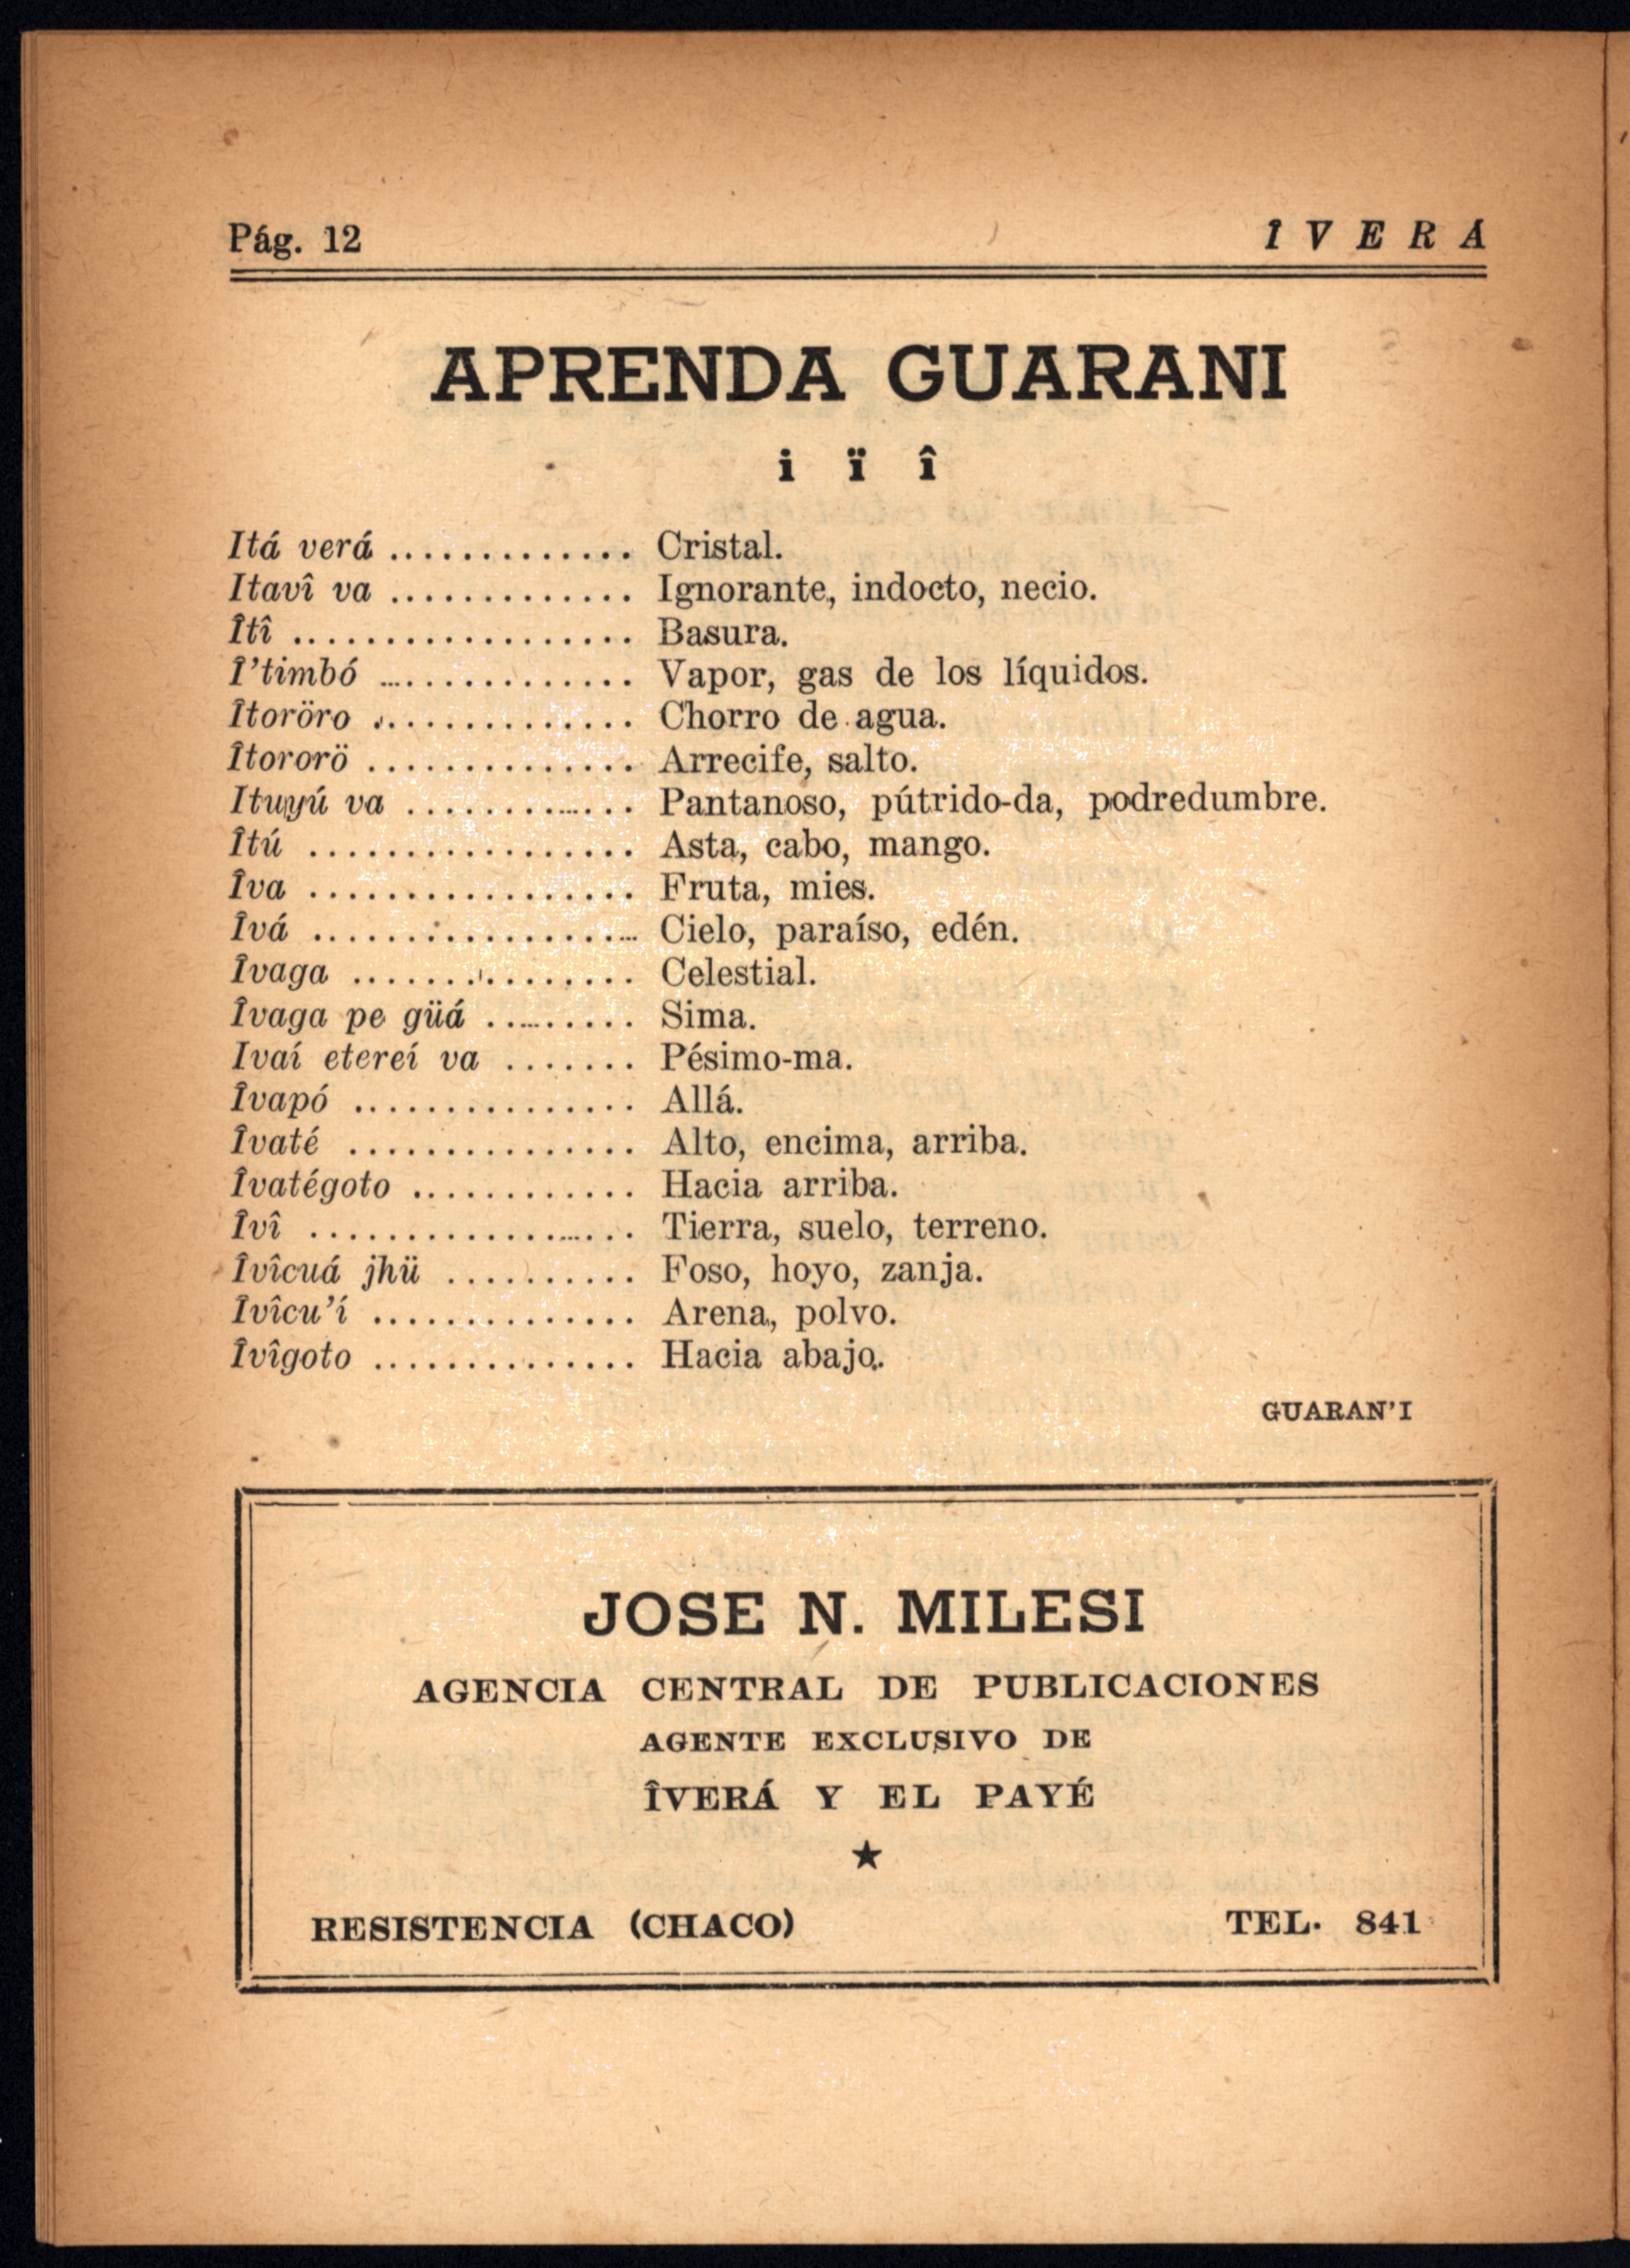 Pág. 12
Î V E R Á
APRENDA GUARANI
i ï î
Itá verá ............. Cristal.
Itavî va ............. Ignorante, indocto, necio.
Îtî .................. Basura.
Î’timbó .............. Vapor, gas de los líquidos.
Îtoröro .............. Chorro de agua.
Îtororö .............. Arrecife, salto.
Ituyú va ............. Pantanoso, pútrido-da, podredumbre.
Îtú ................. Asta, cabo, mango.
Îva ................. Fruta, mies.
Îvá ................. Cielo, paraíso, edén.
Îvaga ............... Celestial.
Îvaga pe güá ......... Sima.
Ivaí etereí va ....... Pésimo-ma.
Îvapó ............... Allá.
Îvaté ............... Alto, encima, arriba.
Îvatégoto ............ Hacia arriba.
Îvî ................. Tierra, suelo, terreno.
Îvîcuá jhü .......... Foso, hoyo, zanja.
Îvîcu’í .............. Arena, polvo.
Îvîgoto .............. Hacia abajo.
GUARAN’I
JOSE N. MILESI
AGENCIA CENTRAL DE PUBLICACIONES
AGENTE EXCLUSIVO DE
ÎVERÁ Y EL PAYÉ
★
RESISTENCIA (CHACO)
TEL. 841